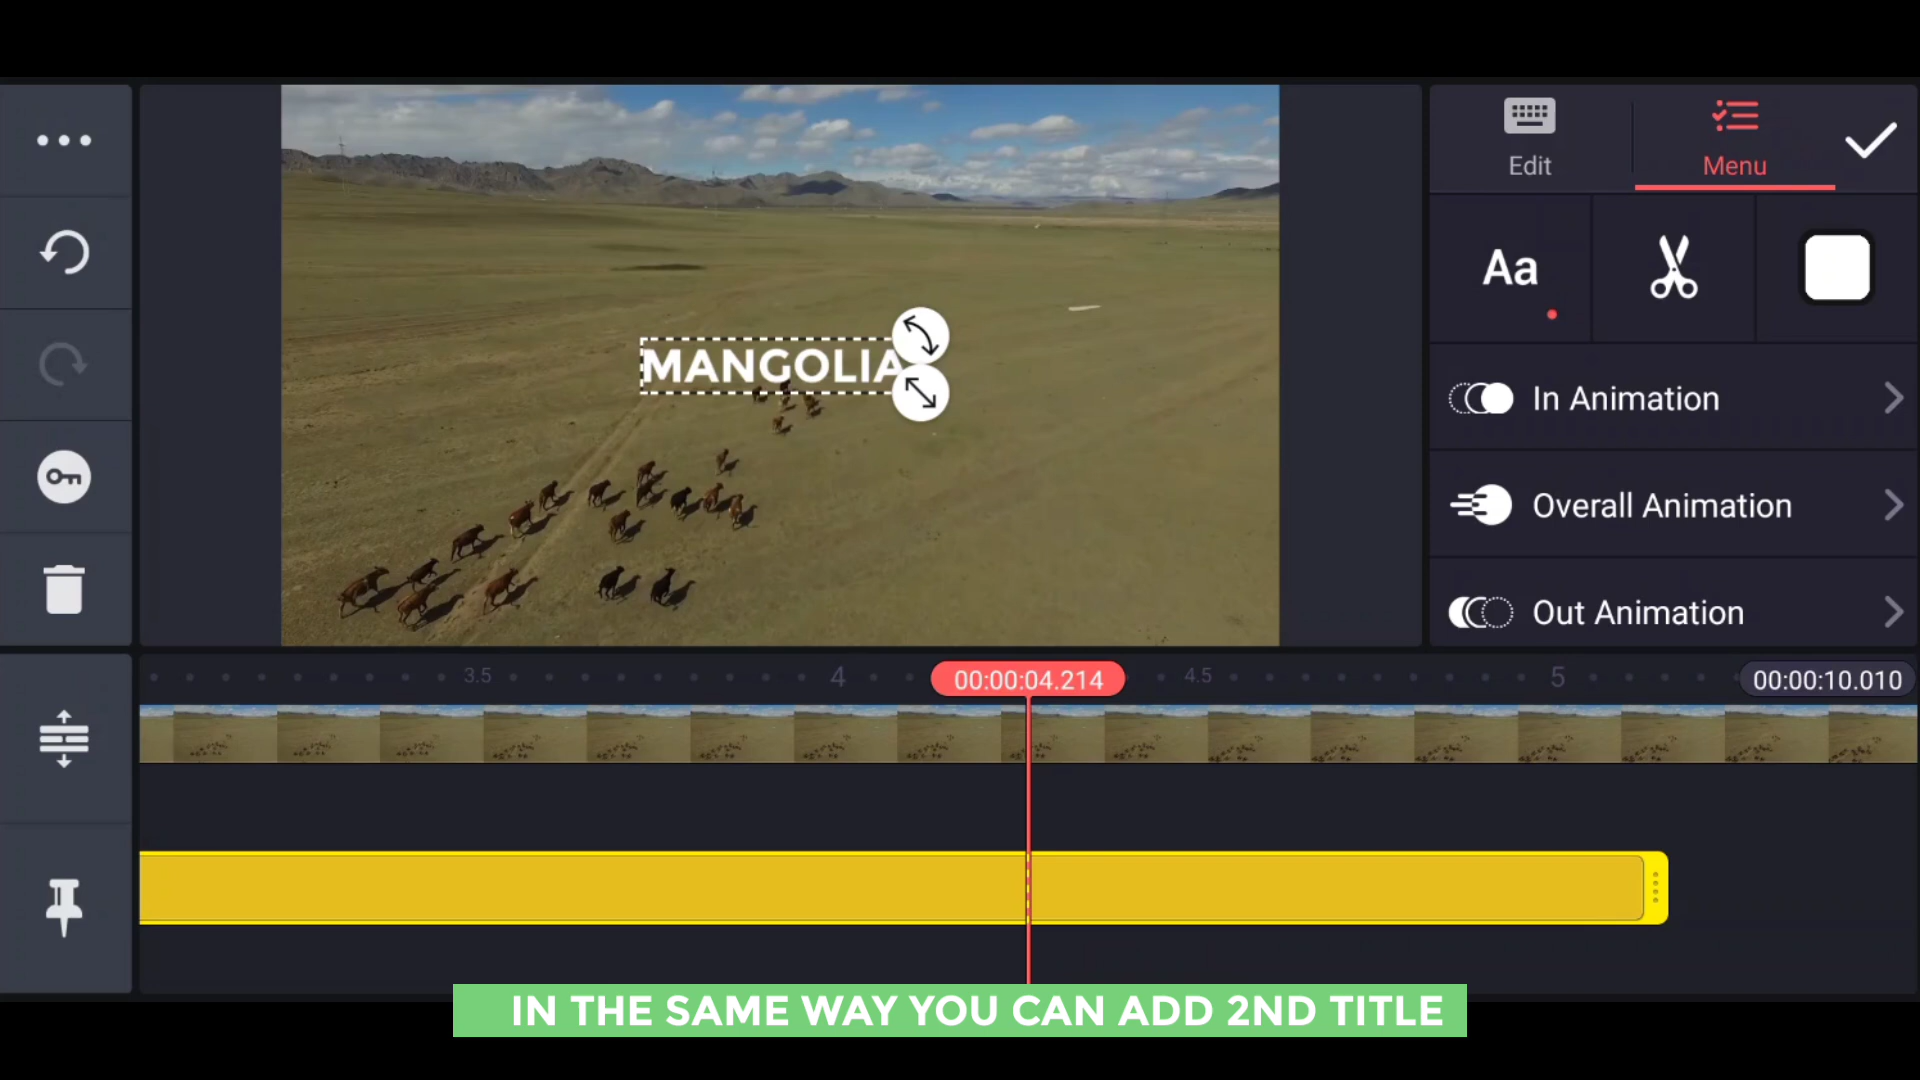 Edit
Menu
Aa
MANGOLIA
In Animation
Overall Animation
Out Animation
3.5
4
00:00:04.214
4.5
5
00:00:10.010
IN THE SAME WAY YOU CAN ADD 2ND TITLE